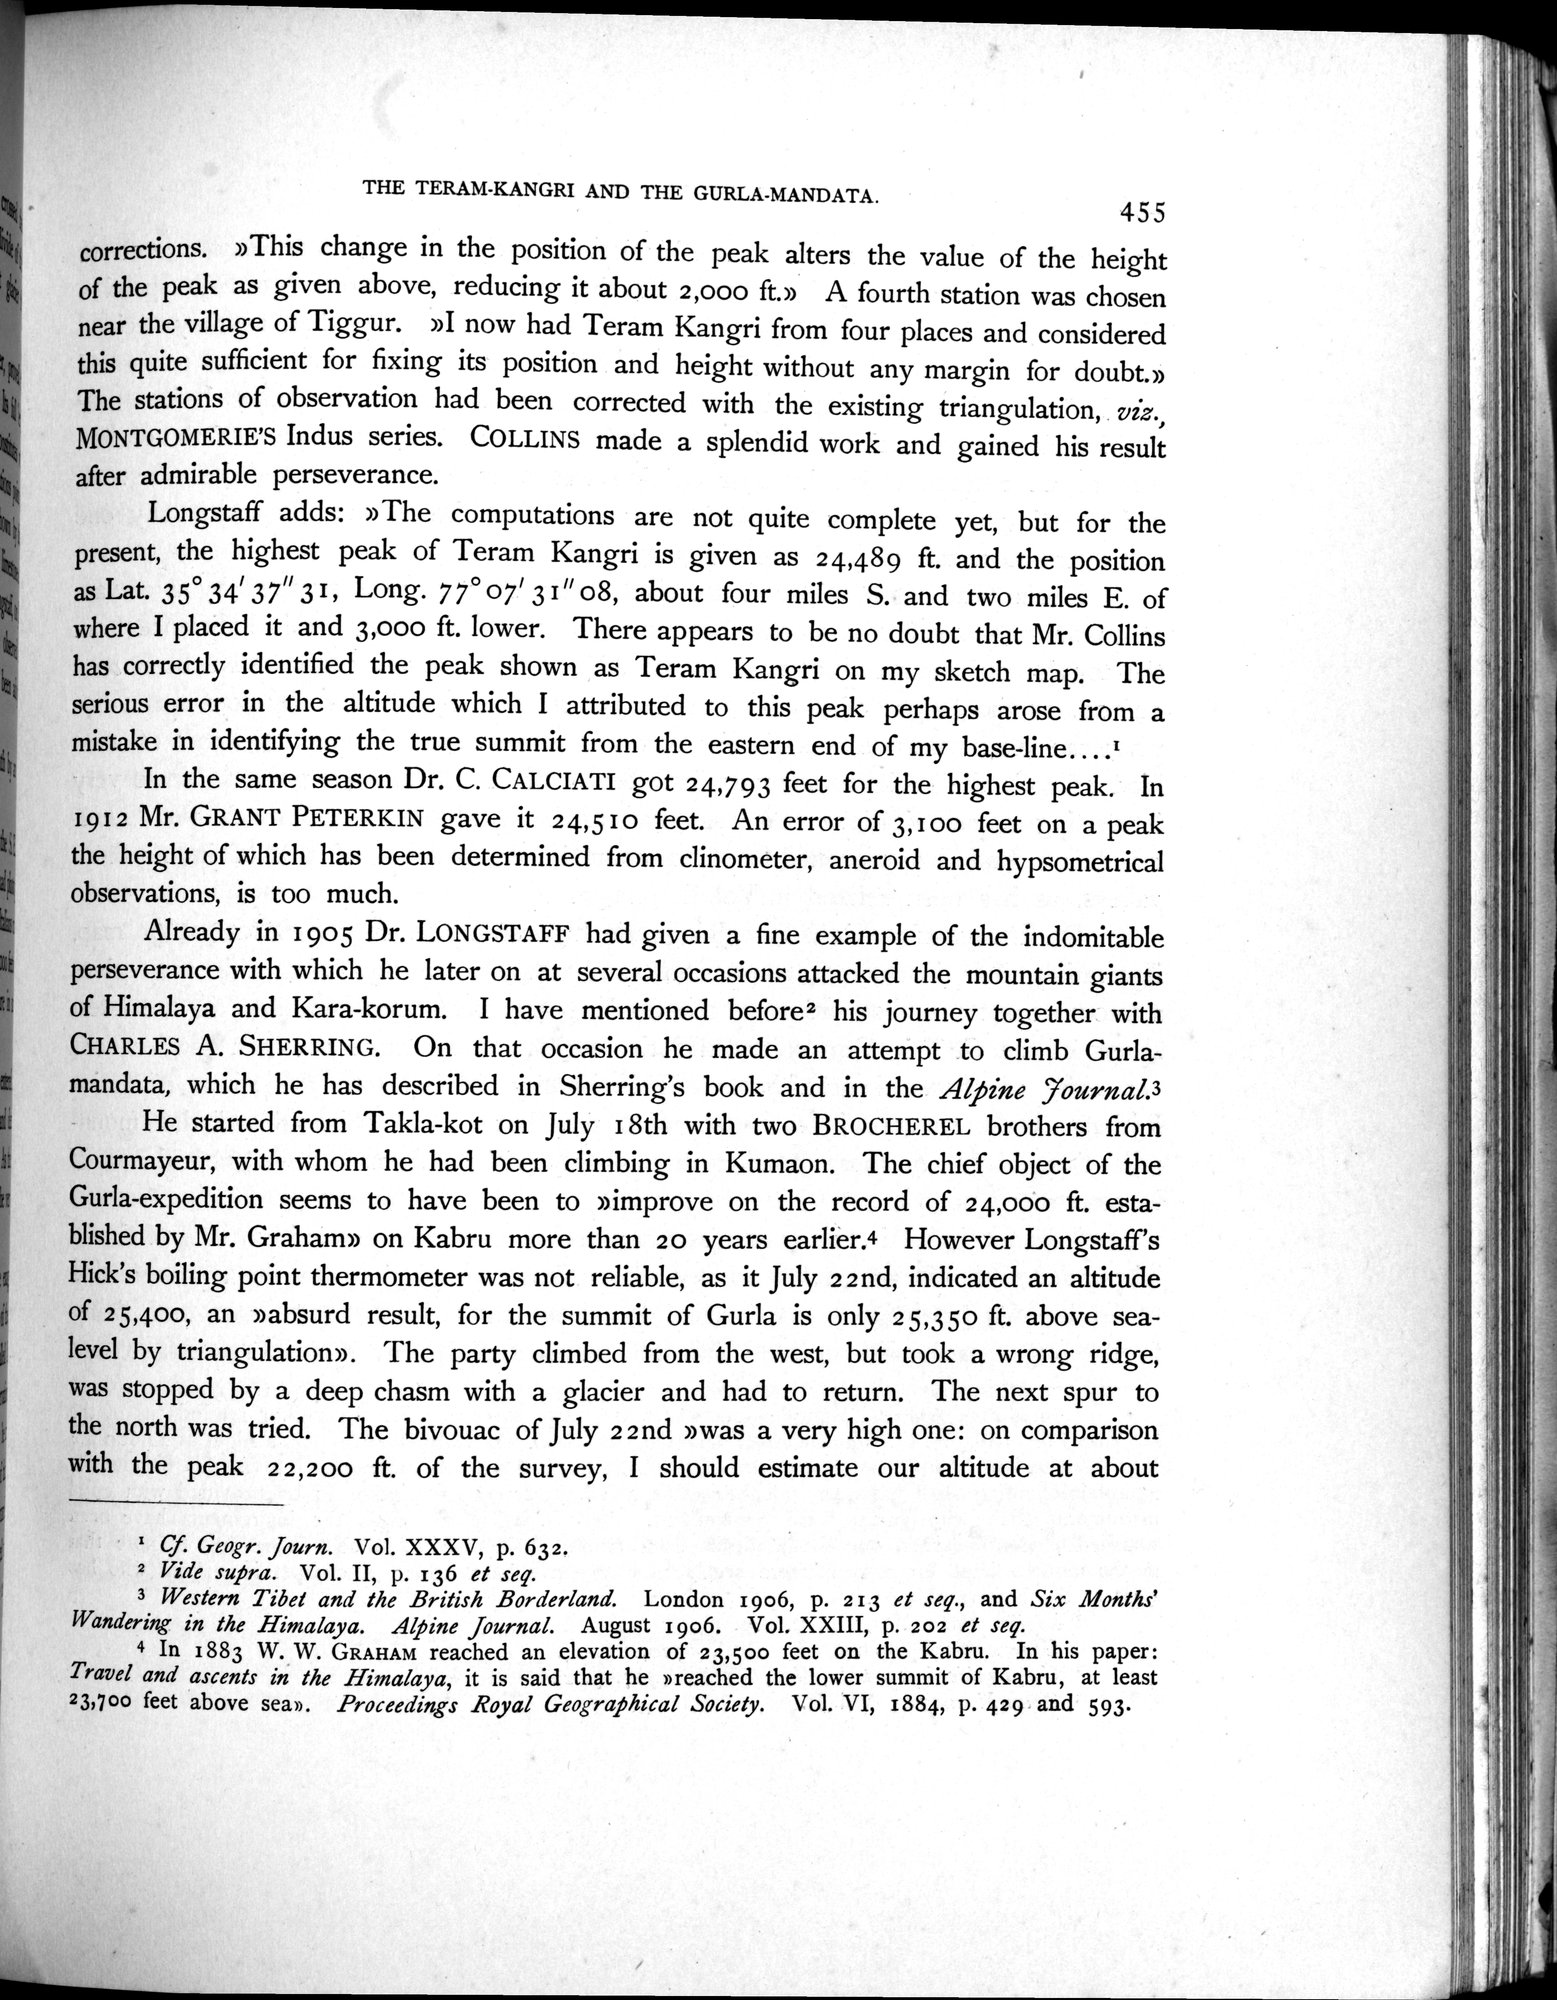 THE TERAM-KANGRI AND THE GURLA-MANDATA.
455
corrections. »This change in the position of the peak alters the value of the height
of the peak as given above, reducing it about 2,000 ft.» A fourth station was chosen
near the village of Tiggur. »I now had Teram Kangri from four places and considered
this quite sufficient for fixing its position and height without any margin for doubt.»
The stations of observation had been corrected with the existing triangulation, viz.,
MONTGOMERIE'S Indus series. COLLINS made a splendid work and gained his result
after admirable perseverance.
Longstaff adds: »The computations are not quite complete yet, but for the
present, the highest peak of Teram Kangri is given as 24,489 ft. and the position
as Lat. 35° 34′ 37″ 31, Long. 77° 07′ 31″ 08, about four miles S. and two miles E. of
where I placed it and 3,000 ft. lower. There appears to be no doubt that Mr. Collins
has correctly identified the peak shown as Teram Kangri on my sketch map. The
serious error in the altitude which I attributed to this peak perhaps arose from a
mistake in identifying the true summit from the eastern end of my base-line....¹
In the same season Dr. C. CALCIATI got 24,793 feet for the highest peak. In
1912 Mr. GRANT PETERKIN gave it 24,510 feet. An error of 3,100 feet on a peak
the height of which has been determined from clinometer, aneroid and hypsometrical
observations, is too much.
Already in 1905 Dr. LONGSTAFF had given a fine example of the indomitable
perseverance with which he later on at several occasions attacked the mountain giants
of Himalaya and Kara-korum. I have mentioned before² his journey together with
CHARLES A. SHERRING. On that occasion he made an attempt to climb Gurla-
mandata, which he has described in Sherring's book and in the Alpine Journal.³
He started from Takla-kot on July 18th with two BROCHEREL brothers from
Courmayeur, with whom he had been climbing in Kumaon. The chief object of the
Gurla-expedition seems to have been to »improve on the record of 24,000 ft. esta-
blished by Mr. Graham» on Kabru more than 20 years earlier.⁴ However Longstaff's
Hick's boiling point thermometer was not reliable, as it July 22nd, indicated an altitude
of 25,400, an »absurd result, for the summit of Gurla is only 25,350 ft. above sea-
level by triangulation». The party climbed from the west, but took a wrong ridge,
was stopped by a deep chasm with a glacier and had to return. The next spur to
the north was tried. The bivouac of July 22nd »was a very high one: on comparison
with the peak 22,200 ft. of the survey, I should estimate our altitude at about
¹ Cf. Geogr. Journ. Vol. XXXV, p. 632.
² Vide supra. Vol. II, p. 136 et seq.
³ Western Tibet and the British Borderland. London 1906, p. 213 et seq., and Six Months'
Wandering in the Himalaya. Alpine Journal. August 1906. Vol. XXIII, p. 202 et seq.
⁴ In 1883 W. W. GRAHAM reached an elevation of 23,500 feet on the Kabru. In his paper:
Travel and ascents in the Himalaya, it is said that he »reached the lower summit of Kabru, at least
23,700 feet above sea». Proceedings Royal Geographical Society. Vol. VI, 1884, p. 429 and 593.